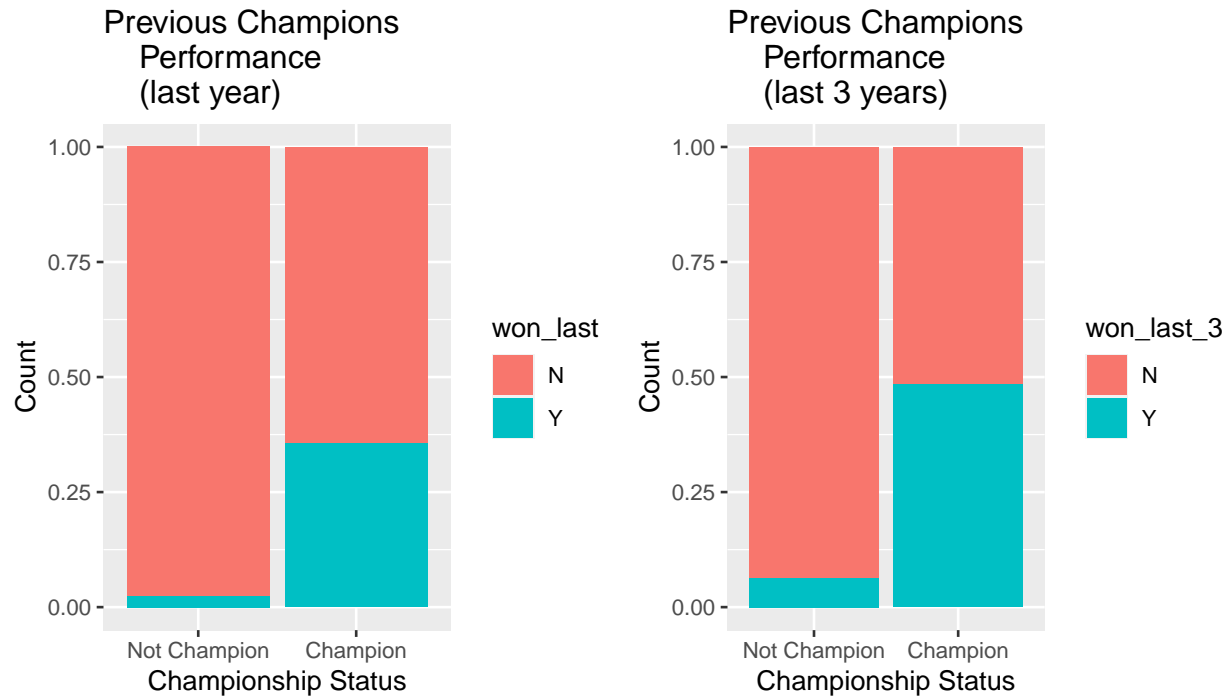 Previous Champions
Performance
(last year)
1.00
0.75
0.50
0.25
0.00
Count
Not Champion
Champion
Championship Status
won_last
N
Y
Previous Champions
Performance
(last 3 years)
1.00
0.75
0.50
0.25
0.00
Count
Not Champion
Champion
Championship Status
won_last_3
N
Y